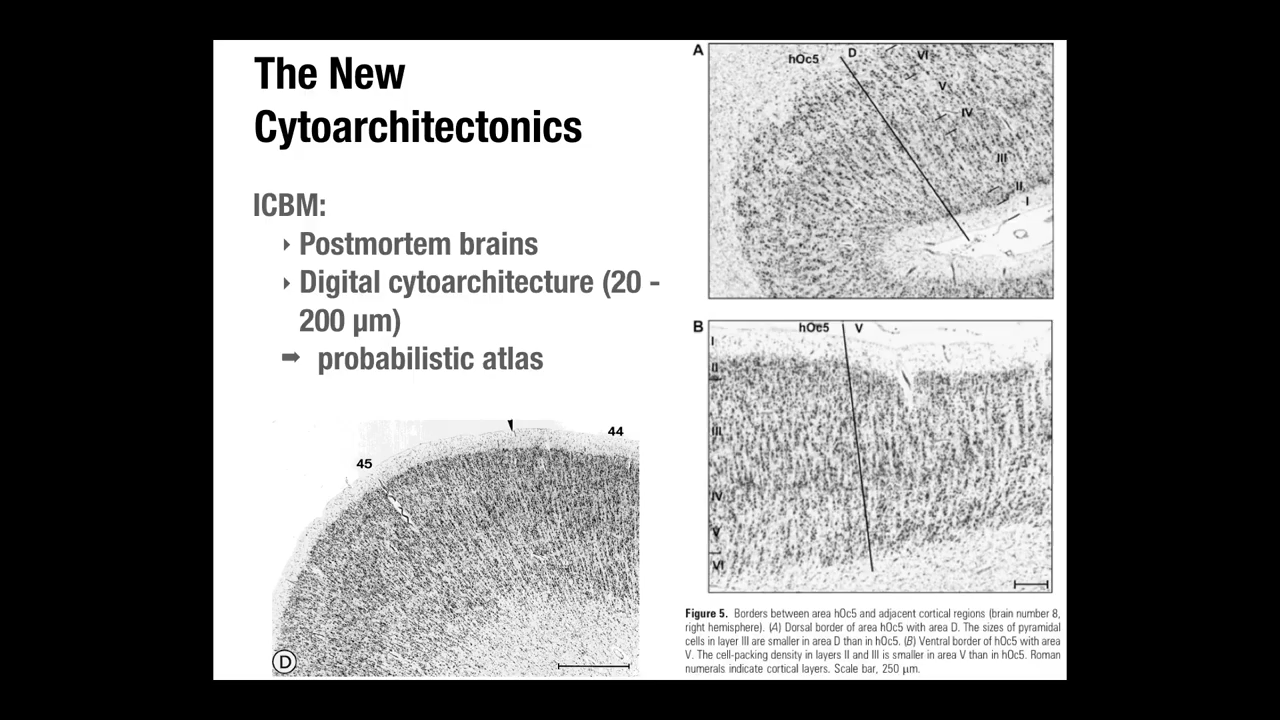 The New
Cytoarchitectonics
ICBM:
‣ Postmortem brains
‣ Digital cytoarchitecture (20 -
200 µm)
➡ probabilistic atlas
45
44
D
A
hOc5 D
VI
V
IV
III
II
I
B
hOc5 V
I
II
III
IV
V
VI
Figure 5. Borders between area hOc5 and adjacent cortical regions (brain number 8,
right hemisphere). (A) Dorsal border of area hOc5 with area D. The sizes of pyramidal
cells in layer III are smaller in area D than in hOc5. (B) Ventral border of hOc5 with area
V. The cell-packing density in layers II and III is smaller in area V than in hOc5. Roman
numerals indicate cortical layers. Scale bar, 250 µm.